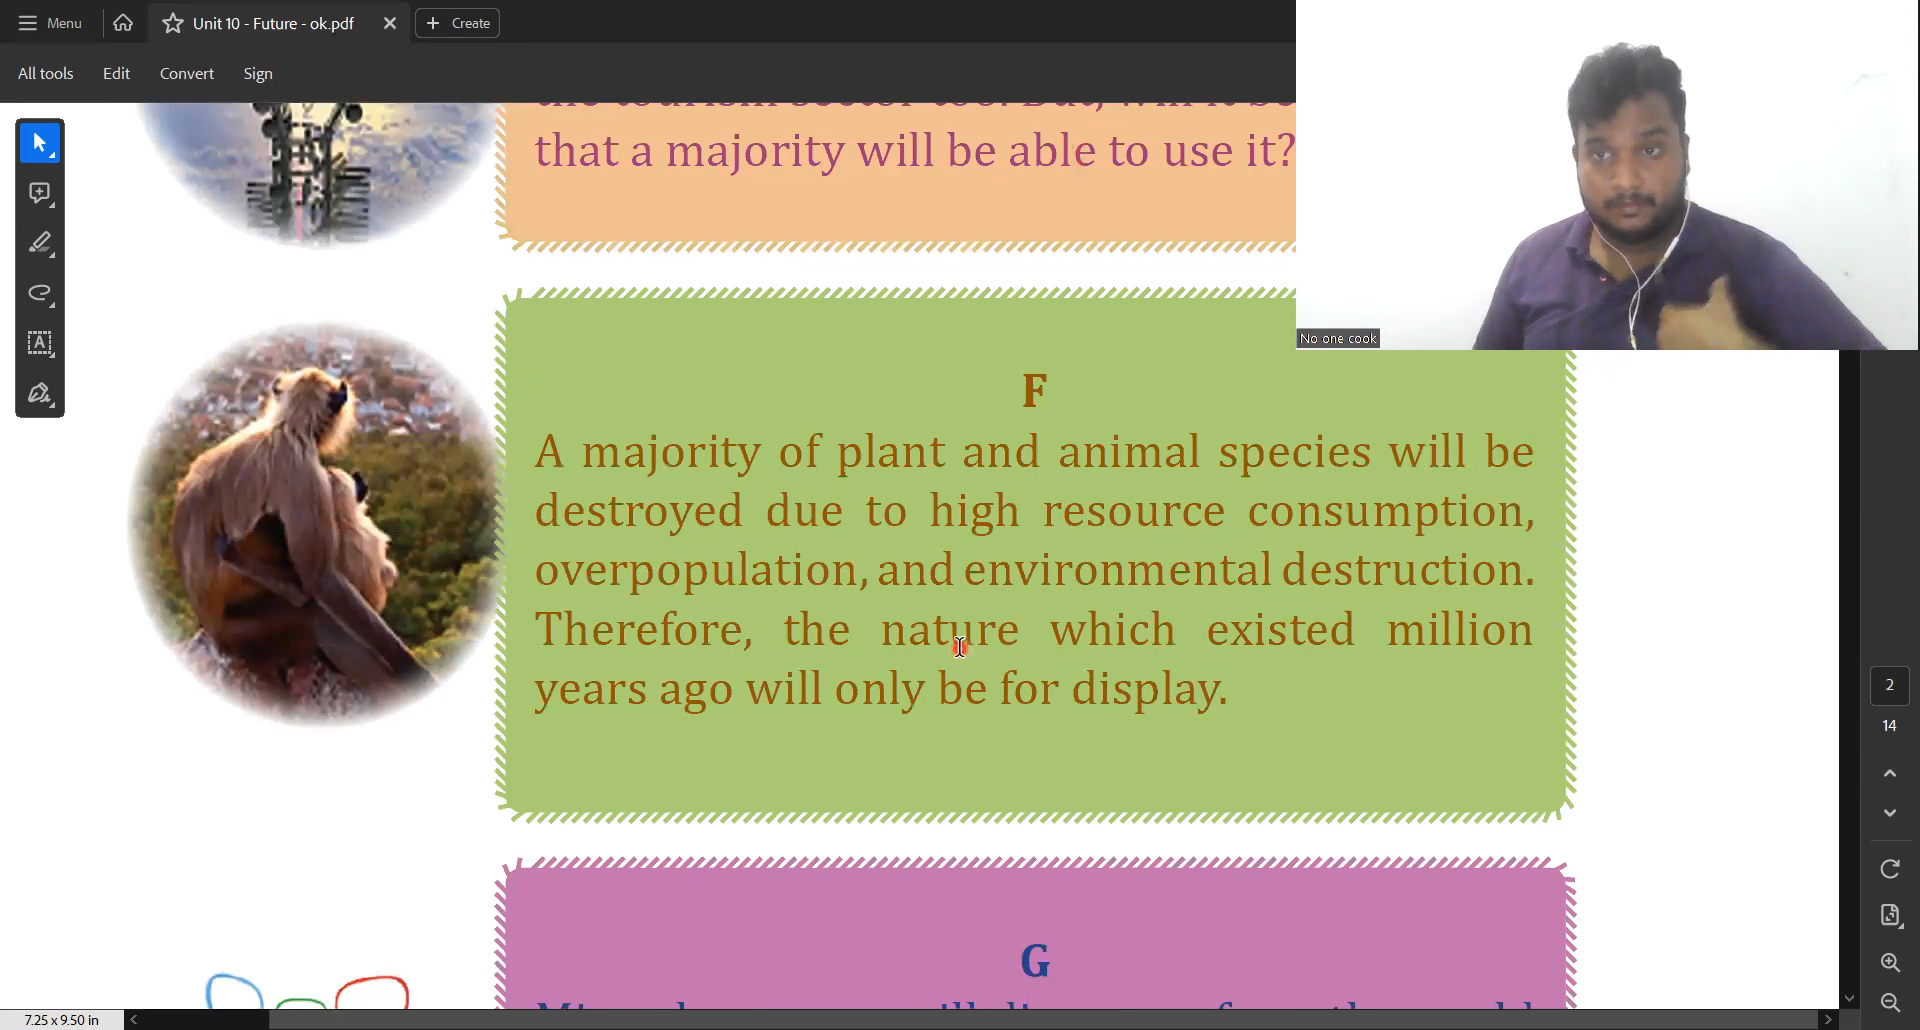 Menu
Unit 10 - Future - ok.pdf
Create
All tools Edit Convert Sign
that a majority will be able to use it?
No one cook
F
A majority of plant and animal species will be
destroyed due to high resource consumption,
overpopulation, and environmental destruction.
Therefore, the nature which existed million
years ago will only be for display.
2
14
G
7.25 x 9.50 in